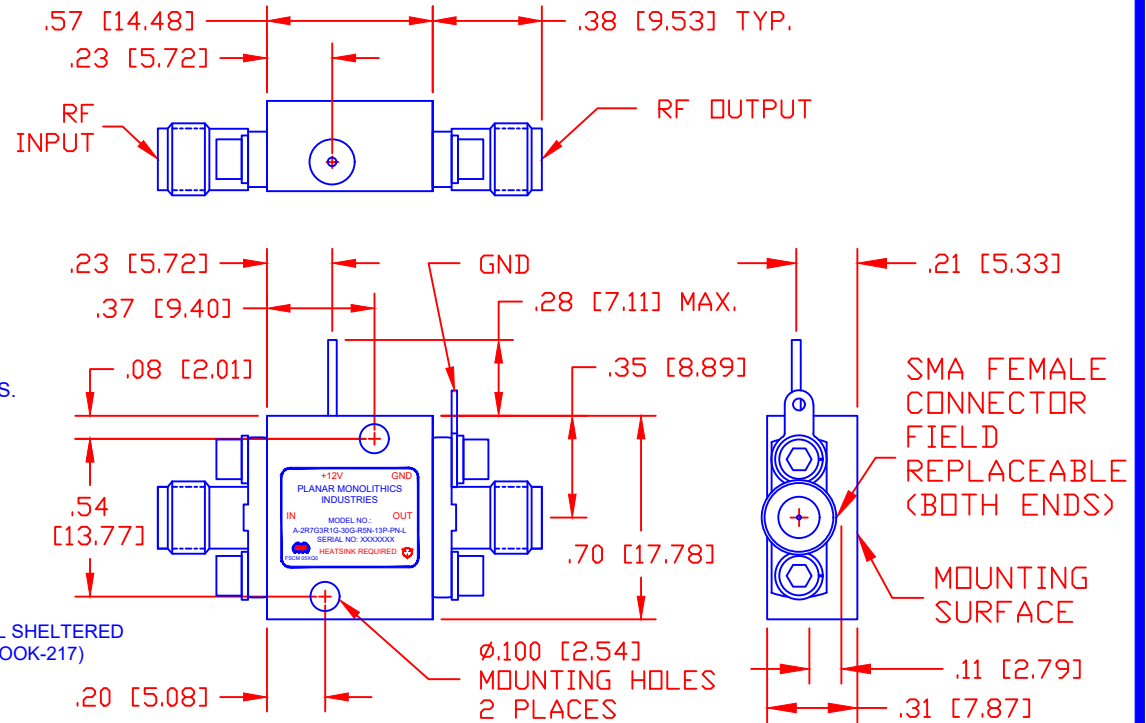 .57 [14.48]
.38 [9.53] TYP.
.23 [5.72]
RF
INPUT
RF OUTPUT
.23 [5.72]
GND
.21 [5.33]
.37 [9.40]
.28 [7.11] MAX.
.08 [2.01]
.35 [8.89]
S.
SMA FEMALE
CONNECTOR
FIELD
REPLACEABLE
(BOTH ENDS)
+12V GND
PLANAR MONOLITHICS
INDUSTRIES
IN OUT
MODEL NO.:
A-2R7G3R1G-30G-R5N-13P-PN-L
SERIAL NO: XXXXXXX
HEATSINK REQUIRED
FSCM 05XQ0
.54
[13.77]
.70 [17.78]
MOUNTING
SURFACE
L SHELTERED
OOK-217)
Ø.100 [2.54]
MOUNTING HOLES
2 PLACES
.20 [5.08]
.11 [2.79]
.31 [7.87]